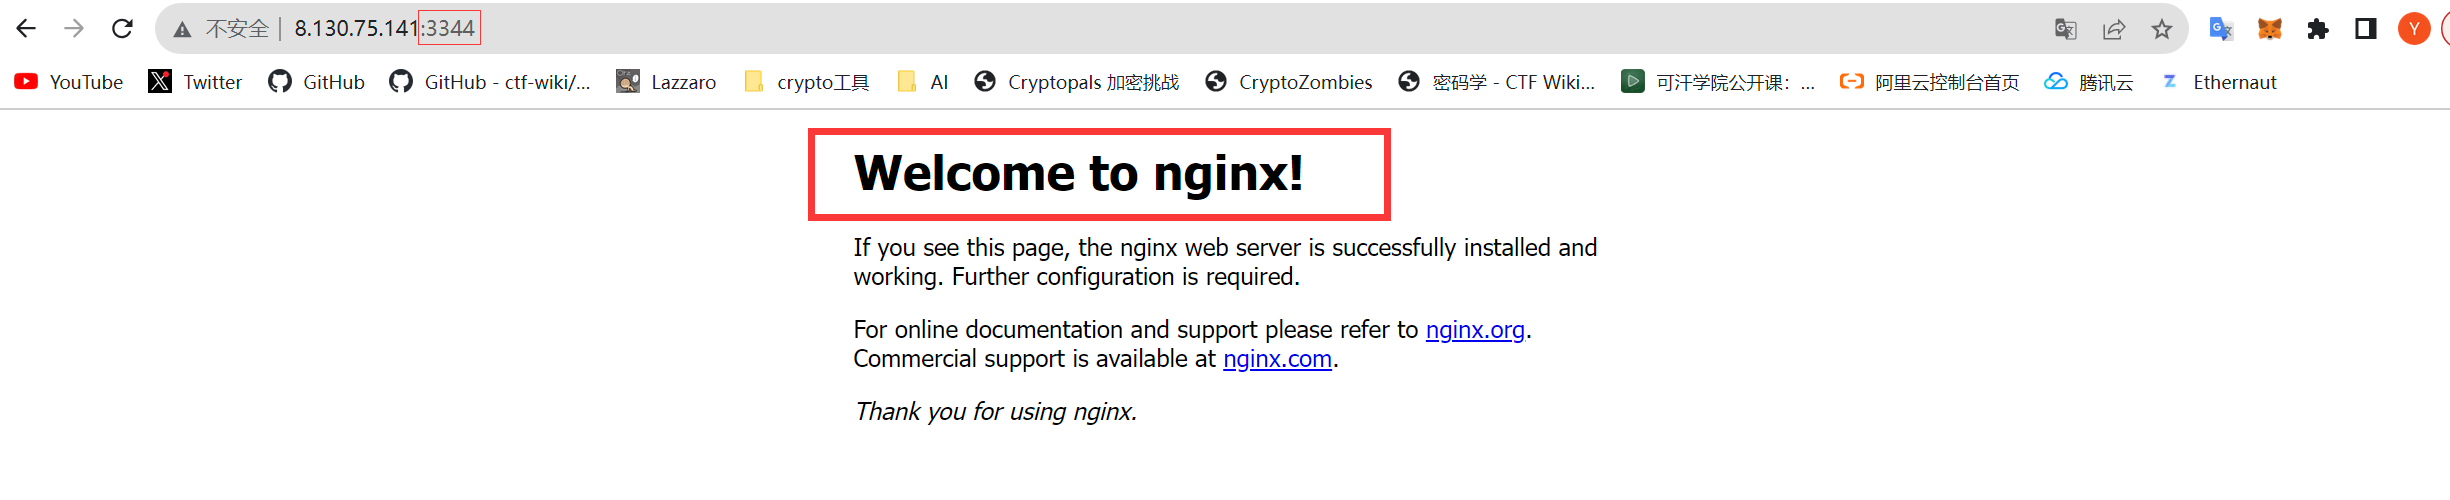 不安全 8.130.75.141:3344
Y
YouTube Twitter GitHub GitHub - ctf-wiki/... Lazzaro crypto工具 AI Cryptopals 加密挑战 CryptoZombies 密码学 - CTF Wiki... 可汗学院公开课：... 阿里云控制台首页 腾讯云 Ethernaut
Welcome to nginx!
If you see this page, the nginx web server is successfully installed and
working. Further configuration is required.
For online documentation and support please refer to nginx.org.
Commercial support is available at nginx.com.
Thank you for using nginx.